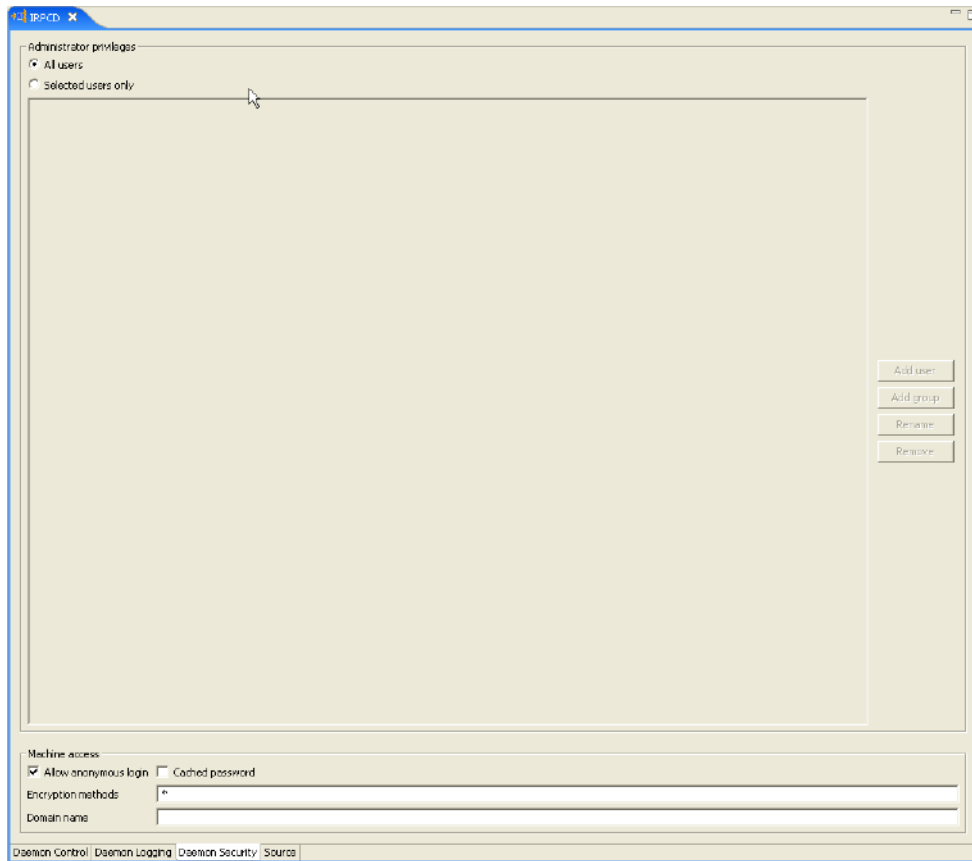 IRPCD
Administrator privileges
All users
Selected users only
Add user
Add group
Rename
Remove
Machine access
Allow anonymous login Cached password
Encryption methods *
Domain name
Daemon Control Daemon Logging Daemon Security Source